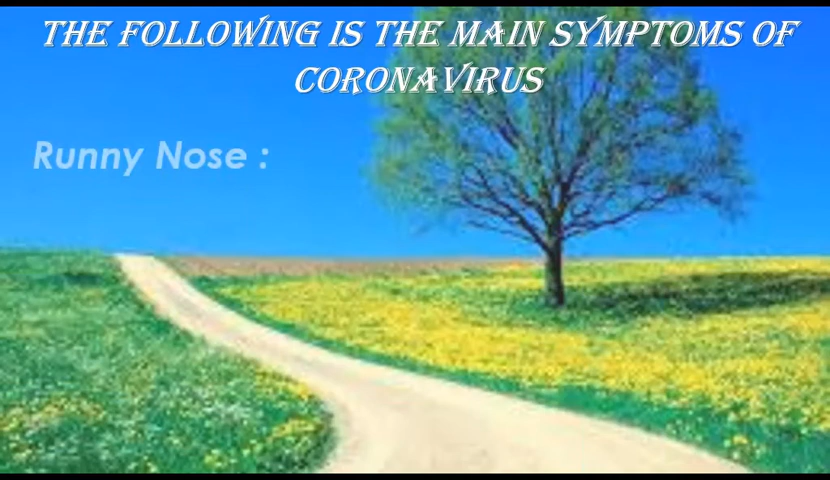 THE FOLLOWING IS THE MAIN SYMPTOMS OF
CORONAVIRUS
Runny Nose :